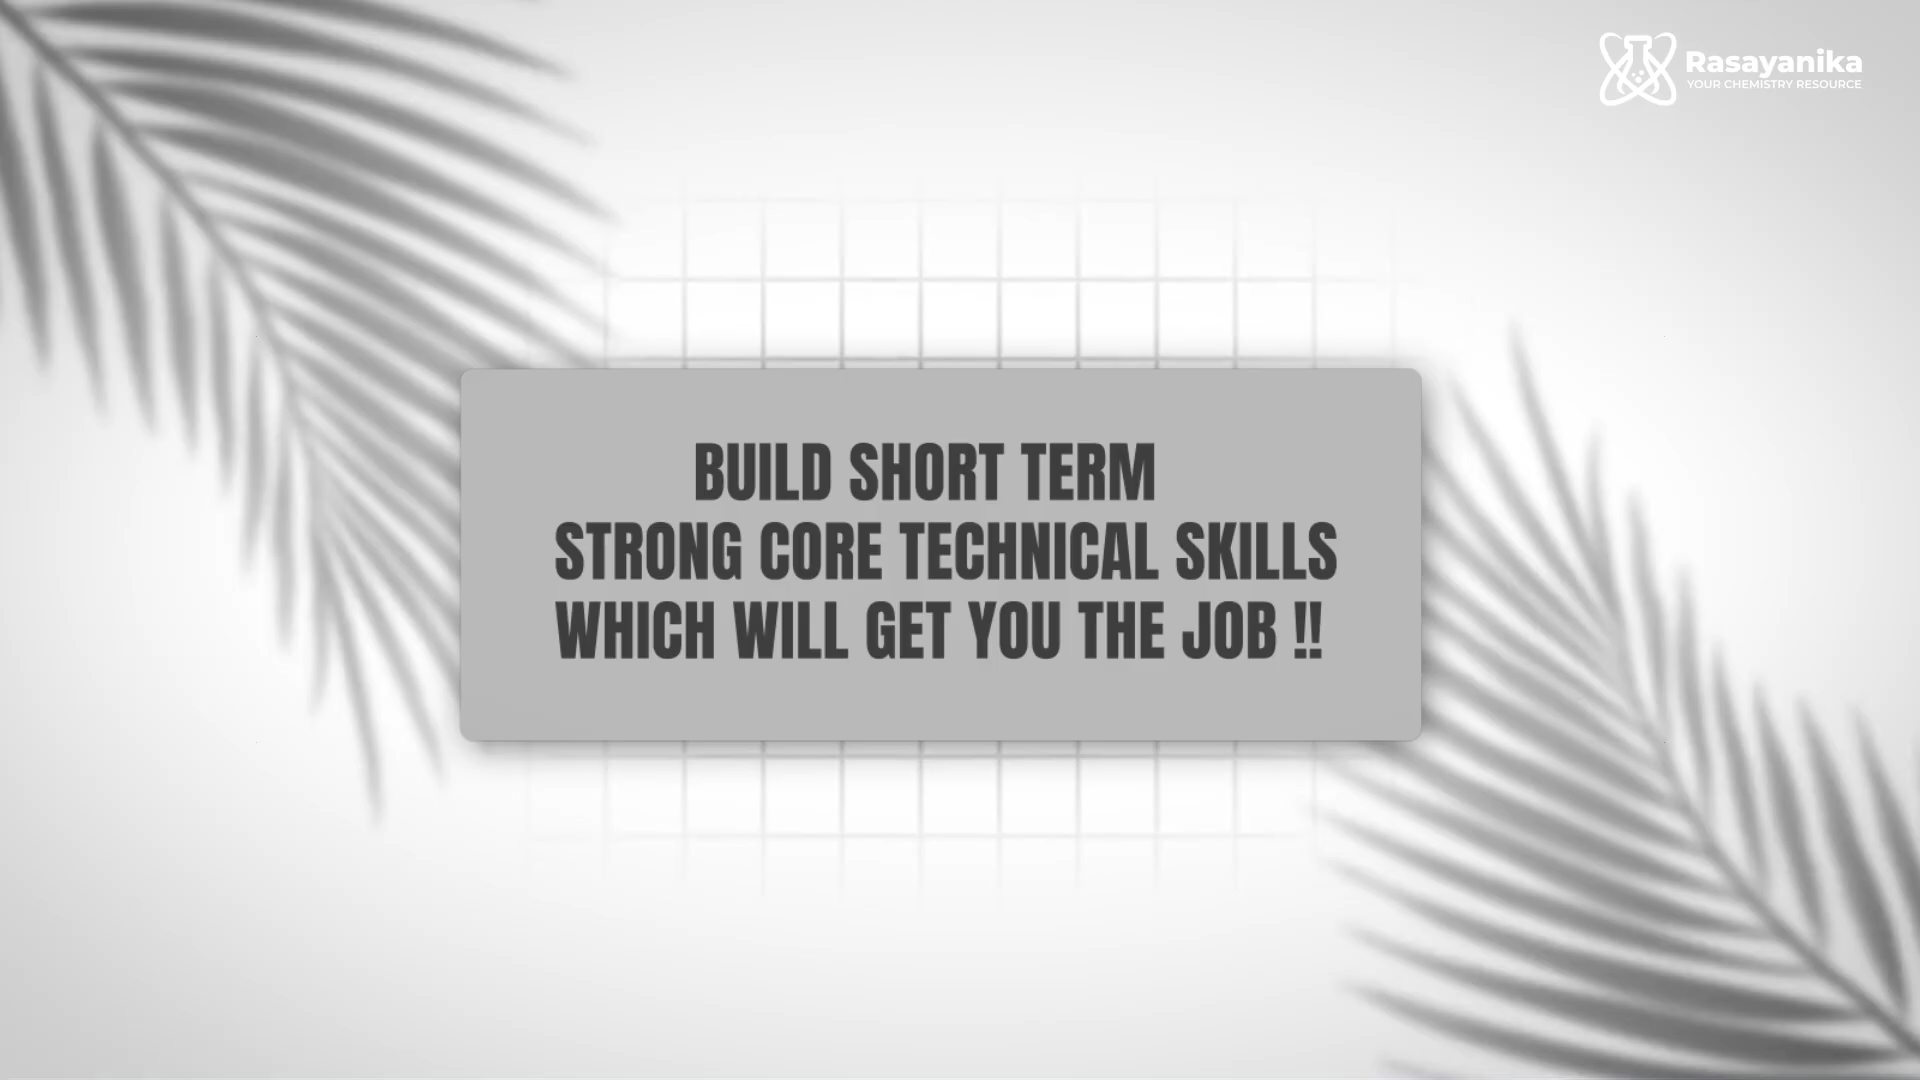 Rasayanika
YOUR CHEMISTRY RESOURCE
BUILD SHORT TERM
STRONG CORE TECHNICAL SKILLS
WHICH WILL GET YOU THE JOB !!